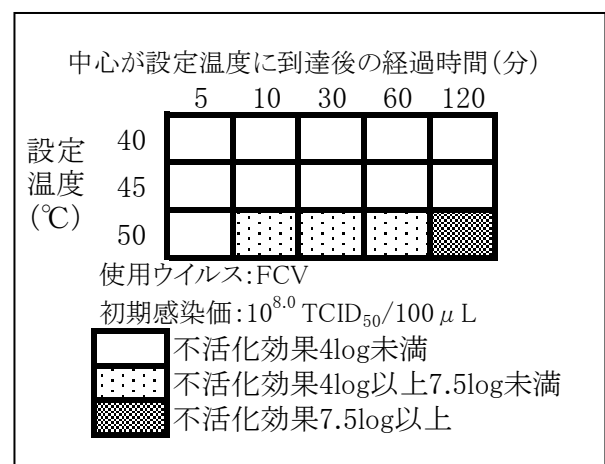 中心が設定温度に到達後の経過時間(分)
5 10 30 60 120
設定
温度
(℃)
40
45
50
使用ウイルス:FCV
初期感染価:10^8.0 TCID50/100μL
不活化効果4log未満
不活化効果4log以上7.5log未満
不活化効果7.5log以上